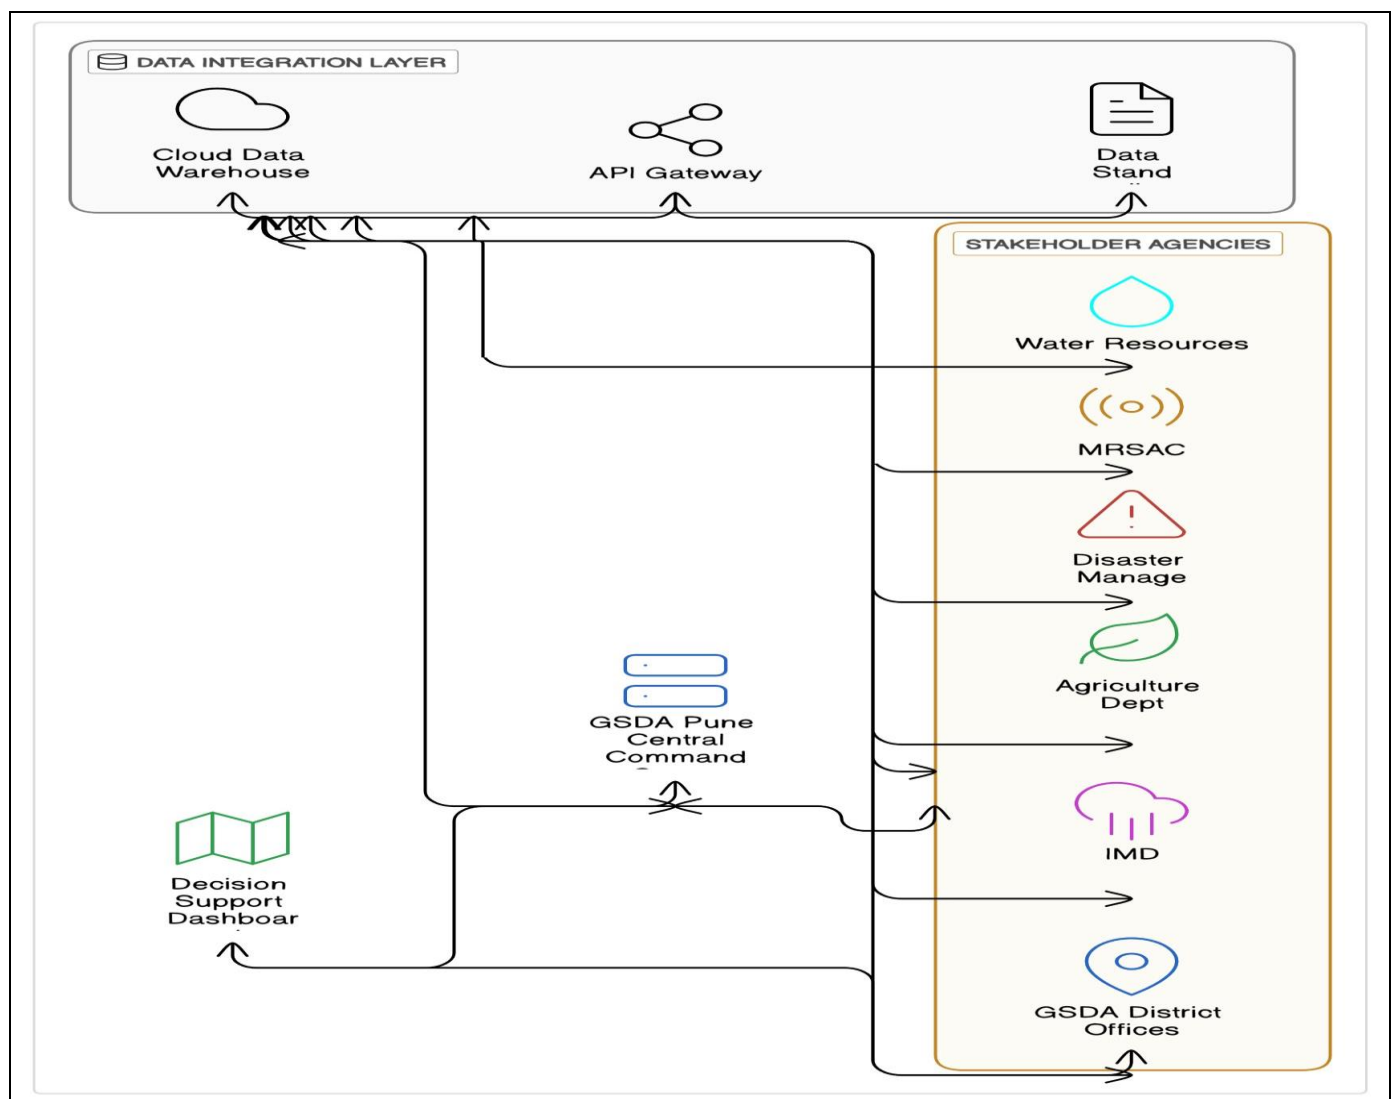 DATA INTEGRATION LAYER
Cloud Data
Warehouse
API Gateway
Data
Stand
STAKEHOLDER AGENCIES
Water Resources
MRSAC
Disaster
Manage
Agriculture
Dept
GSDA Pune
Central
Command
IMD
Decision
Support
Dashboar
GSDA District
Offices